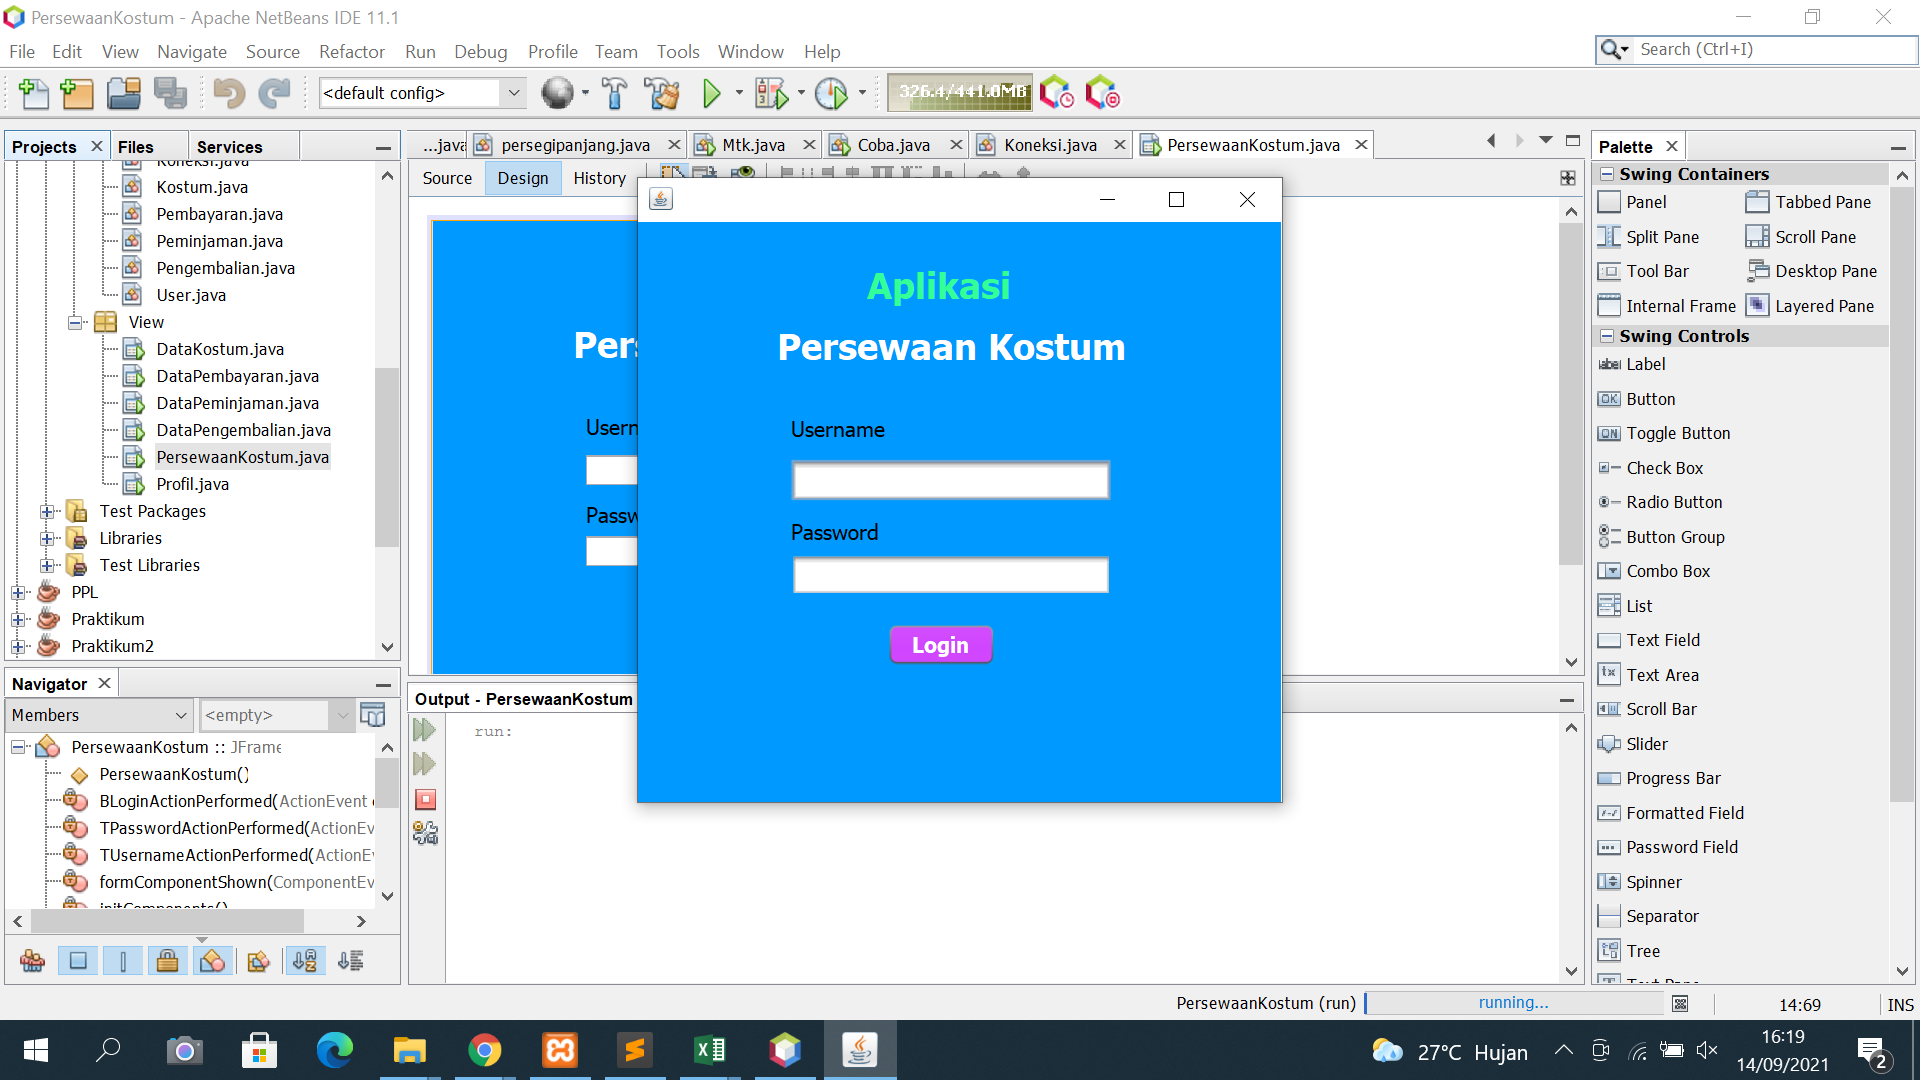 PersewaanKostum - Apache NetBeans IDE 11.1
File Edit View Navigate Source Refactor Run Debug Profile Team Tools Window Help
Search (Ctrl+I)
<default config>
326.4/441.0MB
Projects Files Services
...java persegipanjang.java Mtk.java Coba.java Koneksi.java PersewaanKostum.java
Source Design History
Koneksi.java
Kostum.java
Pembayaran.java
Peminjaman.java
Pengembalian.java
User.java
View
DataKostum.java
DataPembayaran.java
DataPeminjaman.java
DataPengembalian.java
PersewaanKostum.java
Profil.java
Test Packages
Libraries
Test Libraries
PPL
Praktikum
Praktikum2
Navigator
Members <empty>
PersewaanKostum :: JFrame
PersewaanKostum()
BLoginActionPerformed(ActionEvent
TPasswordActionPerformed(ActionEv
TUsernameActionPerformed(ActionE
formComponentShown(ComponentEv
initComponents()
Pers
Usern
Passw
Aplikasi
Persewaan Kostum
Username
Password
Login
Output - PersewaanKostum
run:
Palette
Swing Containers
Panel Tabbed Pane
Split Pane Scroll Pane
Tool Bar Desktop Pane
Internal Frame Layered Pane
Swing Controls
Label
Button
Toggle Button
Check Box
Radio Button
Button Group
Combo Box
List
Text Field
Text Area
Scroll Bar
Slider
Progress Bar
Formatted Field
Password Field
Spinner
Separator
Tree
Text Pane
PersewaanKostum (run) running... 14:69 INS
27°C Hujan
16:19
14/09/2021
2